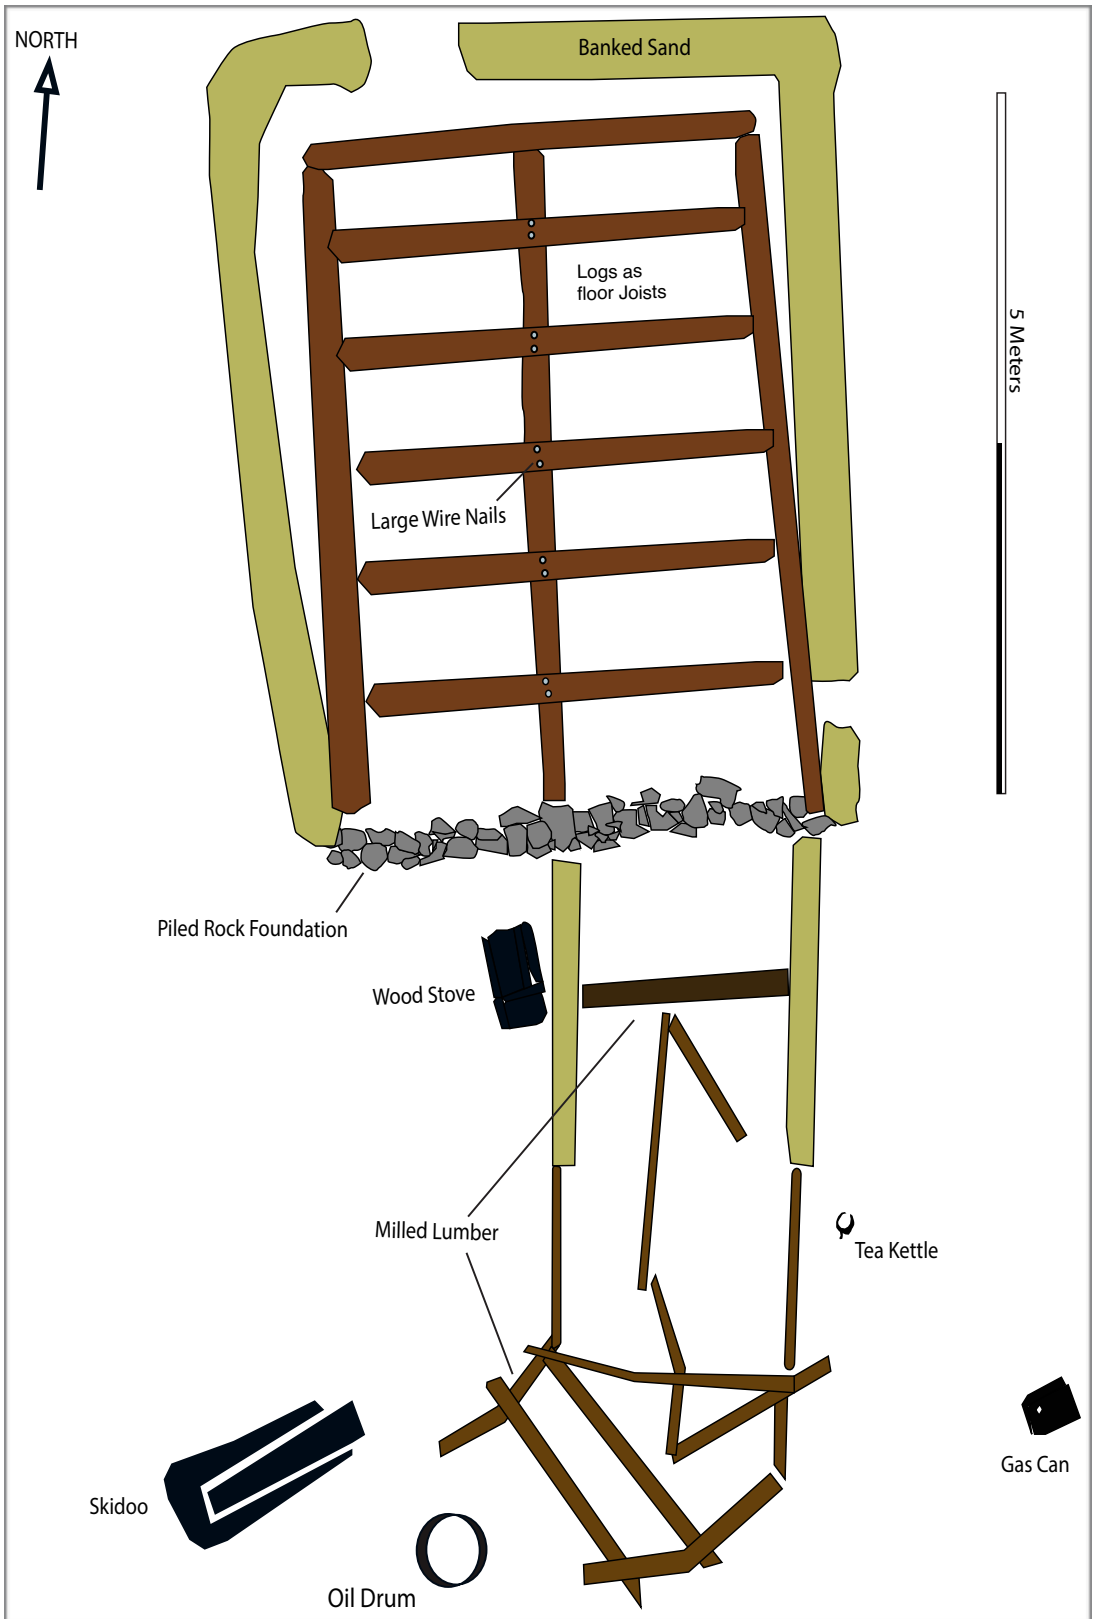 NORTH
Banked Sand
Logs as
floor Joists
5 Meters
Large Wire Nails
Piled Rock Foundation
Wood Stove
Milled Lumber
Tea Kettle
Gas Can
Skidoo
Oil Drum